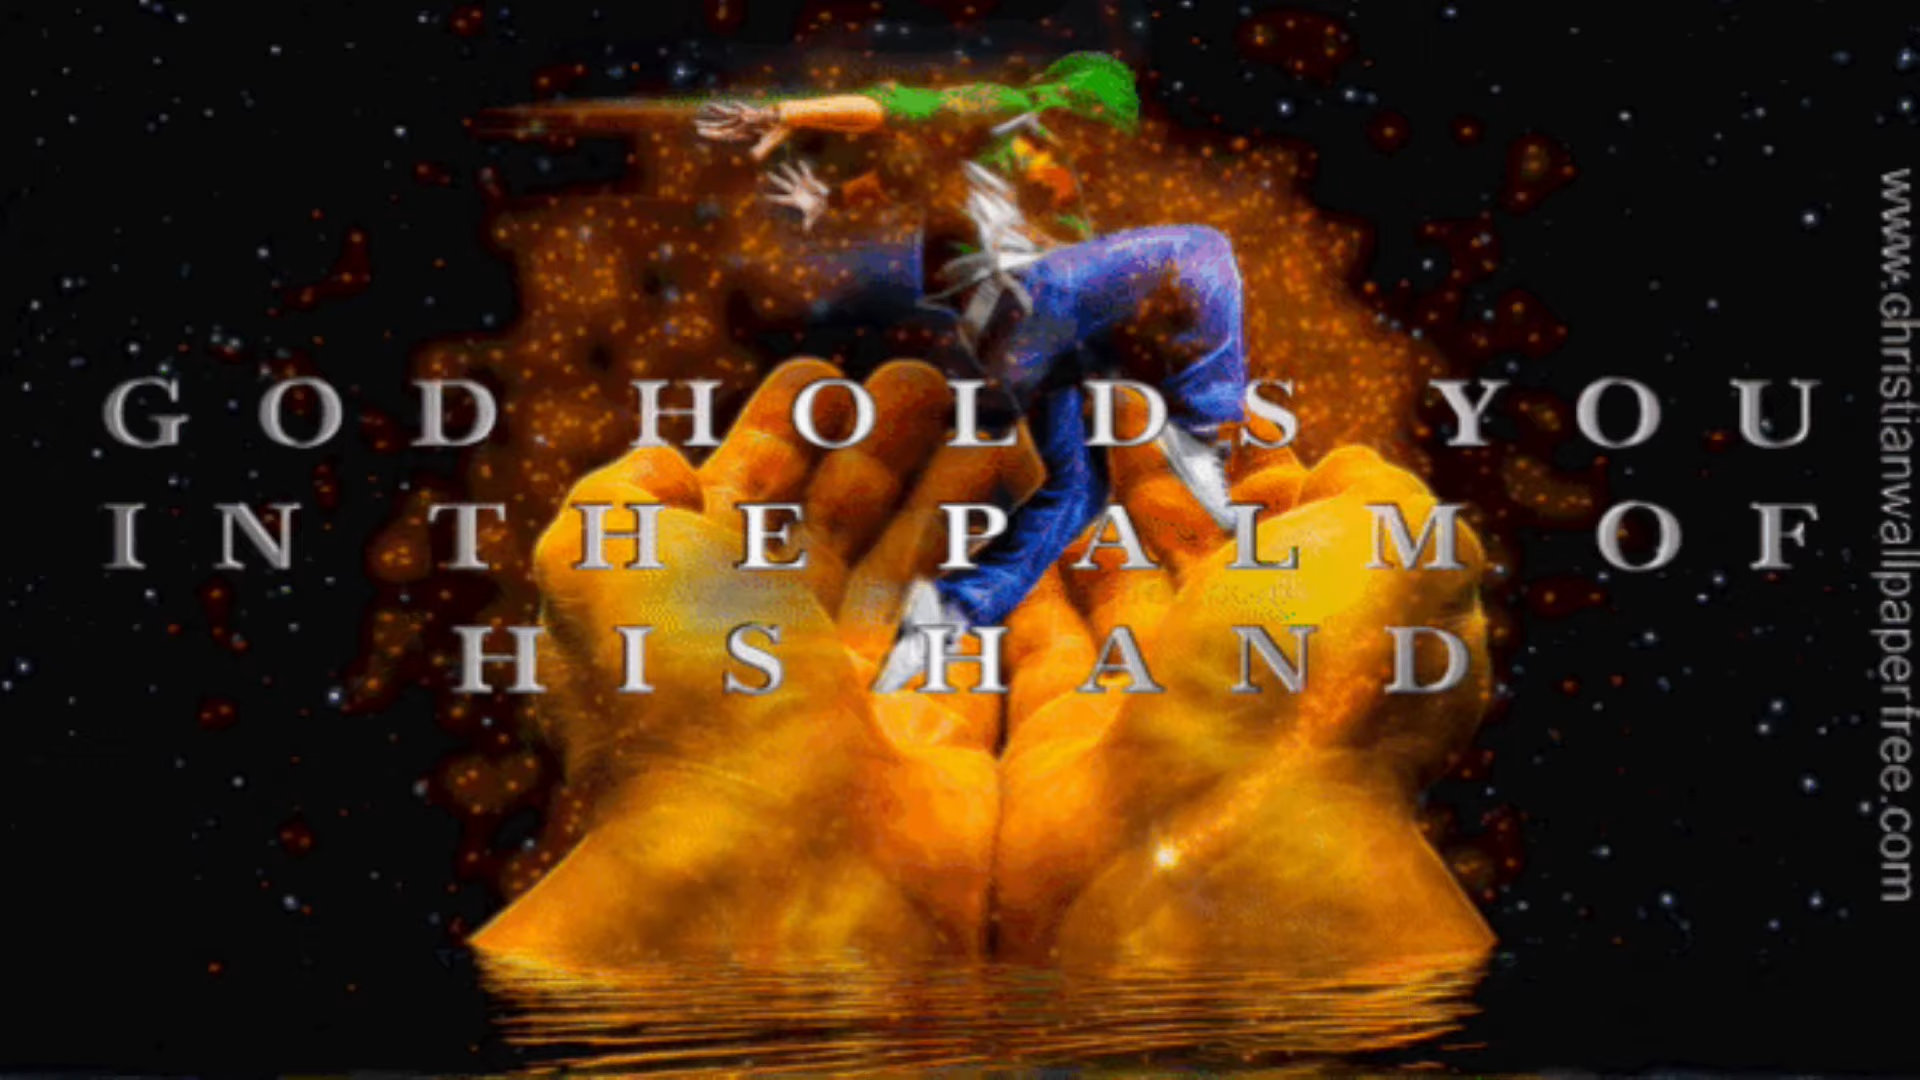 GOD HOLDS YOU
IN THE PALM OF
HIS HAND
www.christianwallpaperfree.com